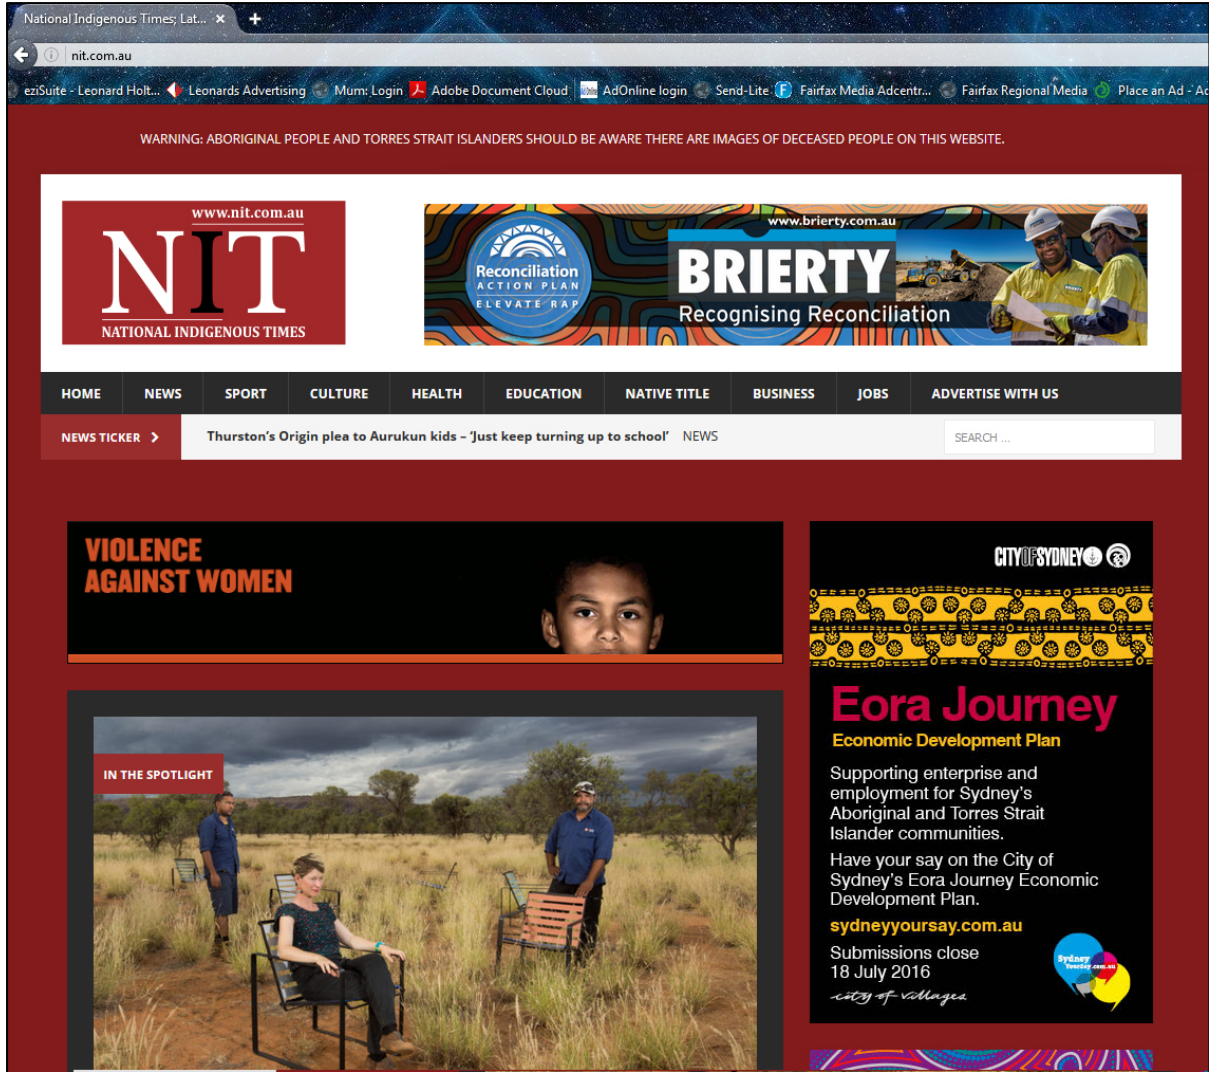 National Indigenous Times; Lat...
nit.com.au
eziSuite - Leonard Holt...
Leonards Advertising
Mum: Login
Adobe Document Cloud
AdOnline login
Send-Lite
Fairfax Media Adcentr...
Fairfax Regional Media
Place an Ad - Ad
WARNING: ABORIGINAL PEOPLE AND TORRES STRAIT ISLANDERS SHOULD BE AWARE THERE ARE IMAGES OF DECEASED PEOPLE ON THIS WEBSITE.
www.nit.com.au
NIT
NATIONAL INDIGENOUS TIMES
Reconciliation
ACTION PLAN
ELEVATE RAP
www.brierty.com.au
BRIERTY
Recognising Reconciliation
HOME NEWS SPORT CULTURE HEALTH EDUCATION NATIVE TITLE BUSINESS JOBS ADVERTISE WITH US
NEWS TICKER
Thurston's Origin plea to Aurukun kids – 'Just keep turning up to school' NEWS
SEARCH ...
VIOLENCE
AGAINST WOMEN
IN THE SPOTLIGHT
CITYOFSYDNEY
Eora Journey
Economic Development Plan
Supporting enterprise and
employment for Sydney's
Aboriginal and Torres Strait
Islander communities.
Have your say on the City of
Sydney's Eora Journey Economic
Development Plan.
sydneyyoursay.com.au
Submissions close
18 July 2016
city of villages
Sydney
YourSay.com.au